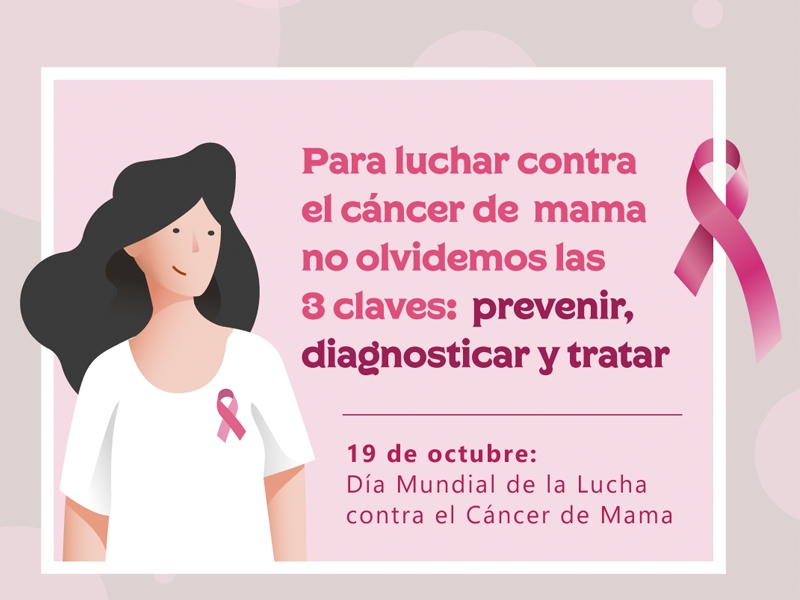 Para luchar contra
el cáncer de mama
no olvidemos las
3 claves: prevenir,
diagnosticar y tratar
19 de octubre:
Día Mundial de la Lucha
contra el Cáncer de Mama